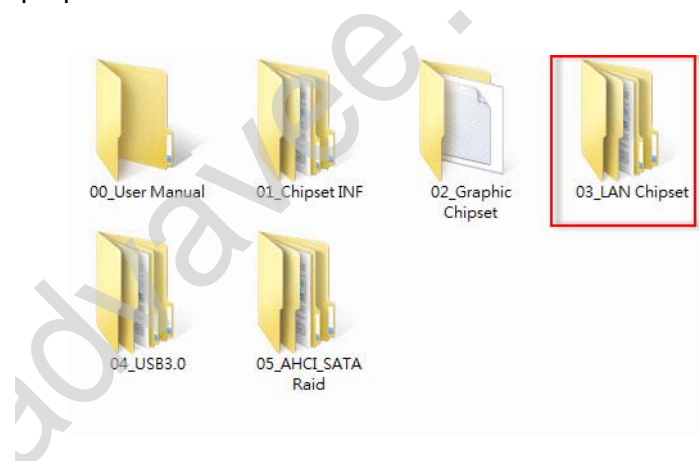 00_User Manual
01_Chipset INF
02_Graphic
Chipset
03_LAN Chipset
04_USB3.0
05_AHCI_SATA
Raid